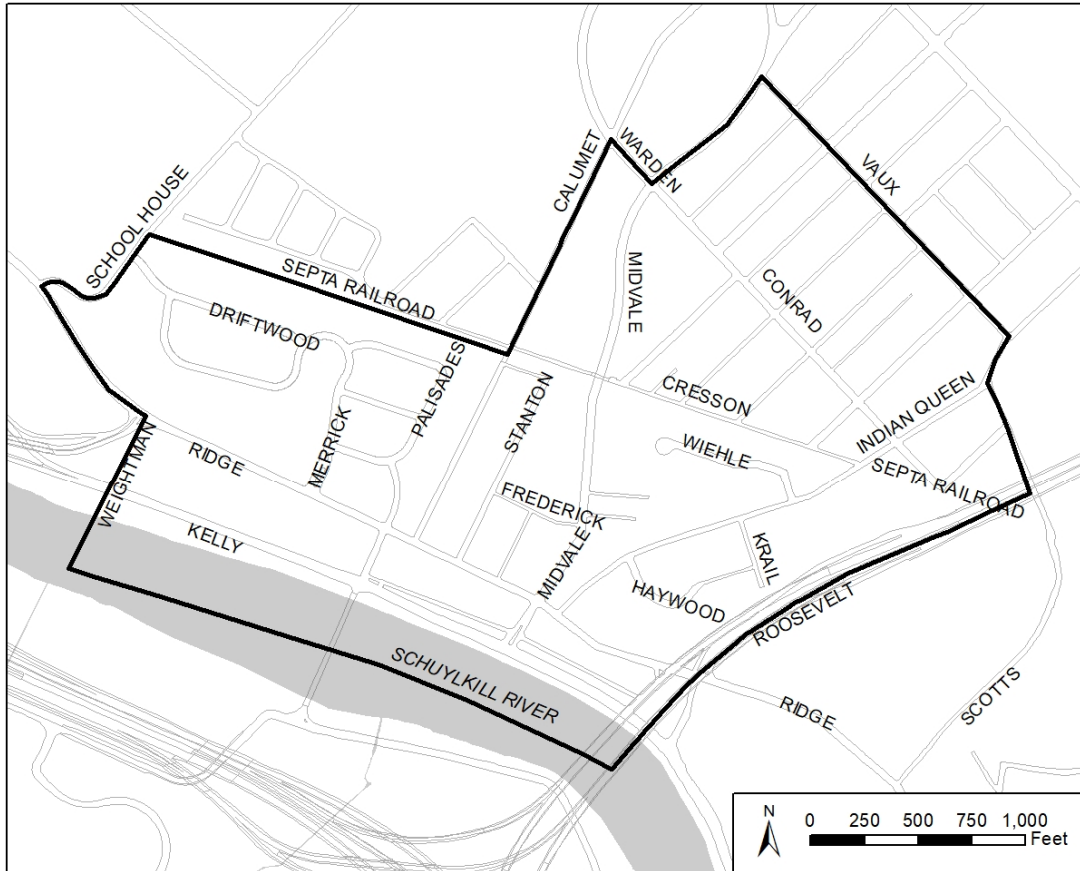 CALUMET
WARDEN
VAUX
SCHOOL HOUSE
SEPTA RAILROAD
MIDVALE
CONRAD
DRIFTWOOD
PALISADES
STANTON
CRESSON
INDIAN QUEEN
MERRICK
RIDGE
WEIGHTMAN
WIEHLE
SEPTA RAILROAD
FREDERICK
KELLY
MIDVALE
KRAIL
HAYWOOD
ROOSEVELT
SCHUYLKILL RIVER
RIDGE
SCOTTS
N
0 250 500 750 1,000
Feet